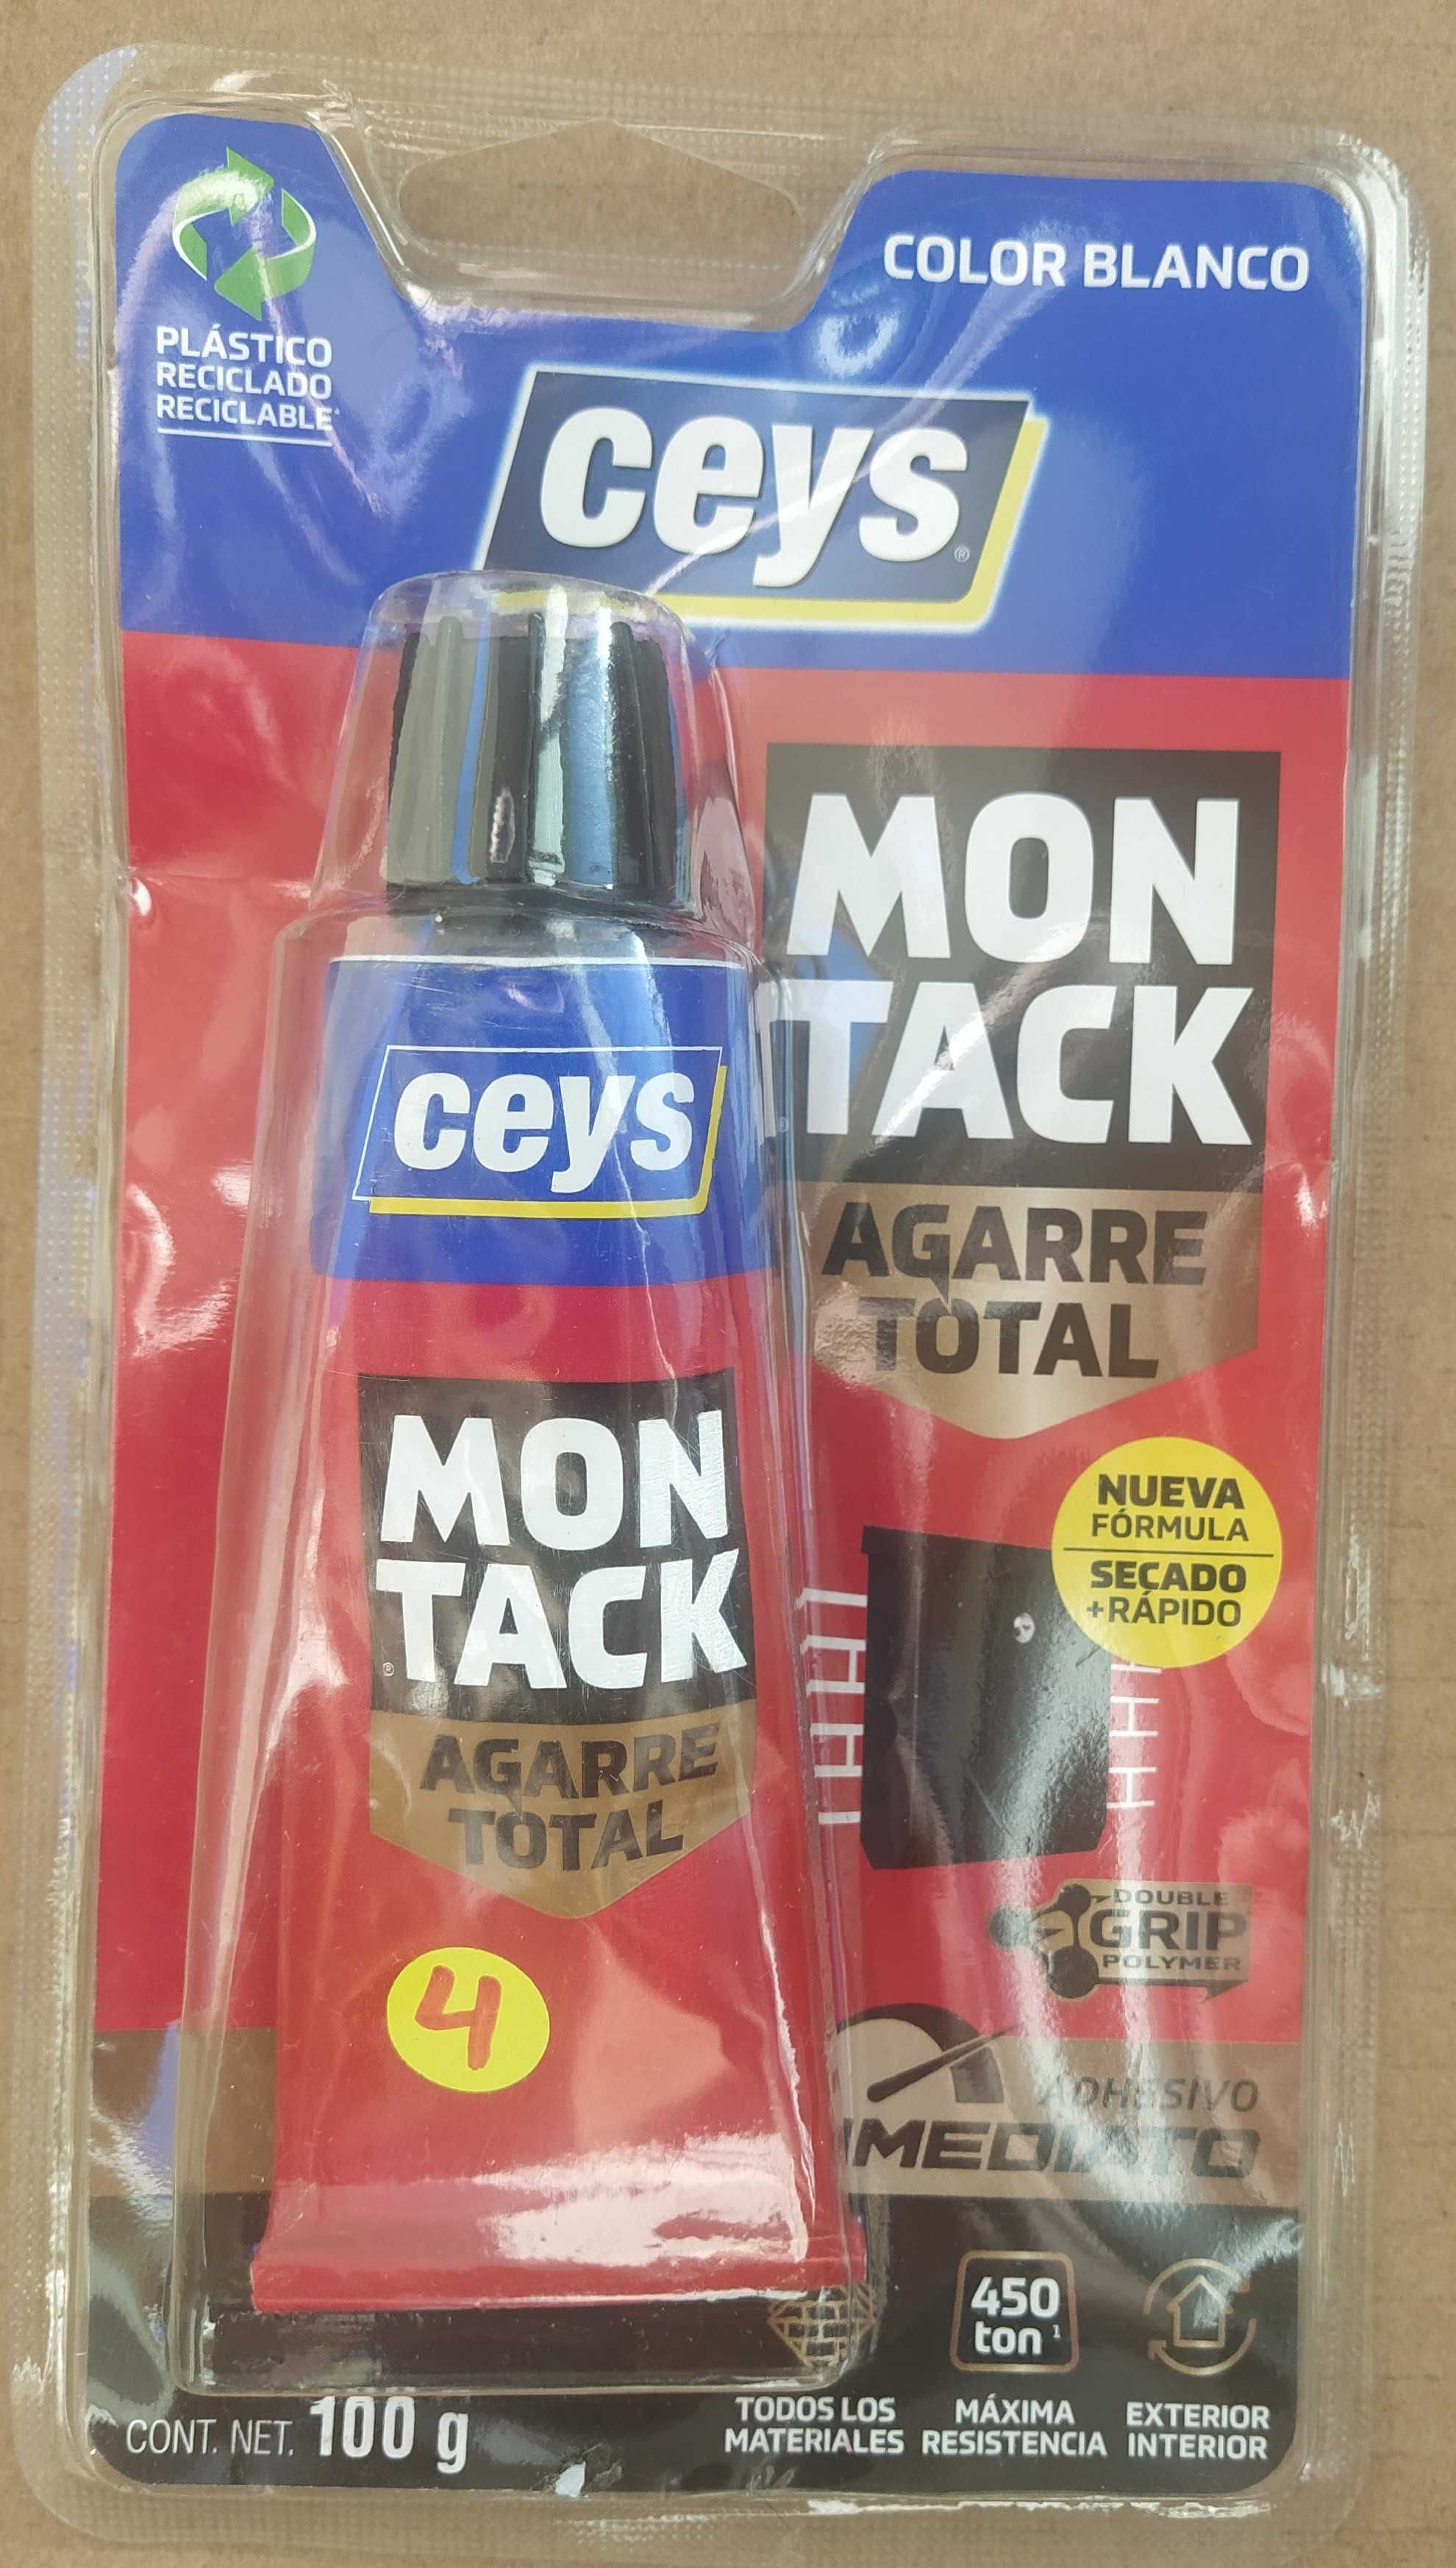 COLOR BLANCO
PLÁSTICO
RECICLADO
RECICLABLE*
ceys®
MON
TACK
AGARRE
TOTAL
NUEVA
FÓRMULA
SECADO
+RÁPIDO
ceys
MON
TACK®
AGARRE
TOTAL
4
DOUBLE
GRIP
POLYMER
ADHESIVO
INMEDIATO
450
ton¹
TODOS LOS
MATERIALES
MÁXIMA
RESISTENCIA
EXTERIOR
INTERIOR
CONT. NET. 100 g